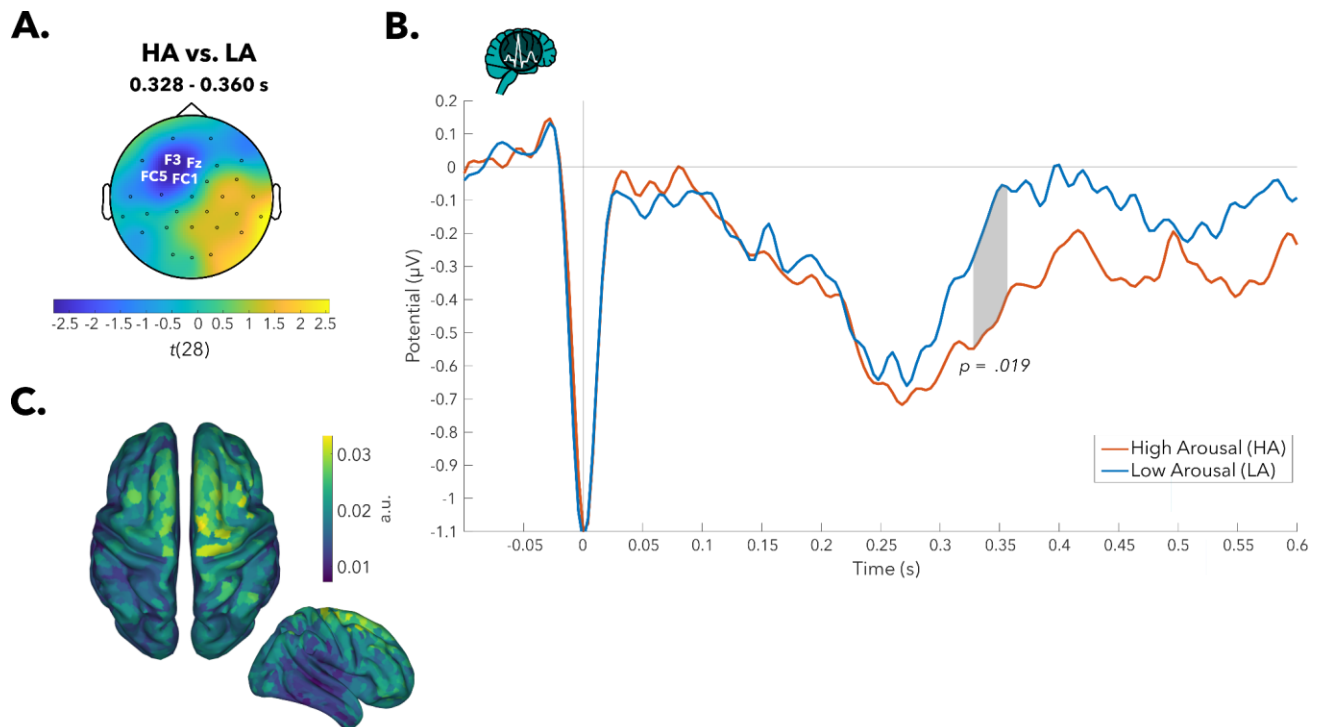 A.
HA vs. LA
0.328 - 0.360 s
F3 Fz
FC5 FC1
-2.5 -2 -1.5 -1 -0.5 0 0.5 1 1.5 2 2.5
t(28)
B.
0.2
0.1
0
-0.1
-0.2
-0.3
-0.4
-0.5
-0.6
-0.7
-0.8
-0.9
-1
-1.1
Potential (µV)
-0.05 0 0.05 0.1 0.15 0.2 0.25 0.3 0.35 0.4 0.45 0.5 0.55 0.6
Time (s)
p = .019
High Arousal (HA)
Low Arousal (LA)
C.
0.03
0.02
0.01
a.u.